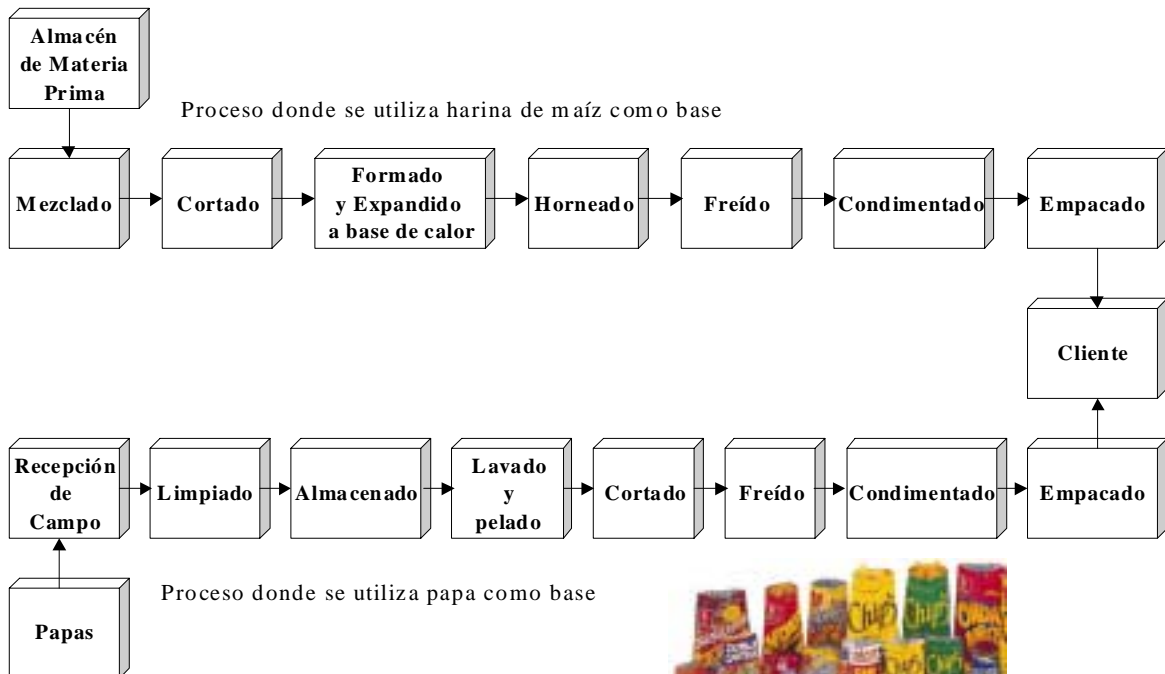 Almacén
de Materia
Prima
Proceso donde se utiliza harina de maíz como base
Mezclado
Cortado
Formado
y Expandido
a base de calor
Horneado
Freído
Condimentado
Empacado
Cliente
Recepción
de
Campo
Limpiado
Almacenado
Lavado
y
pelado
Cortado
Freído
Condimentado
Empacado
Papas
Proceso donde se utiliza papa como base
Chips
Chips